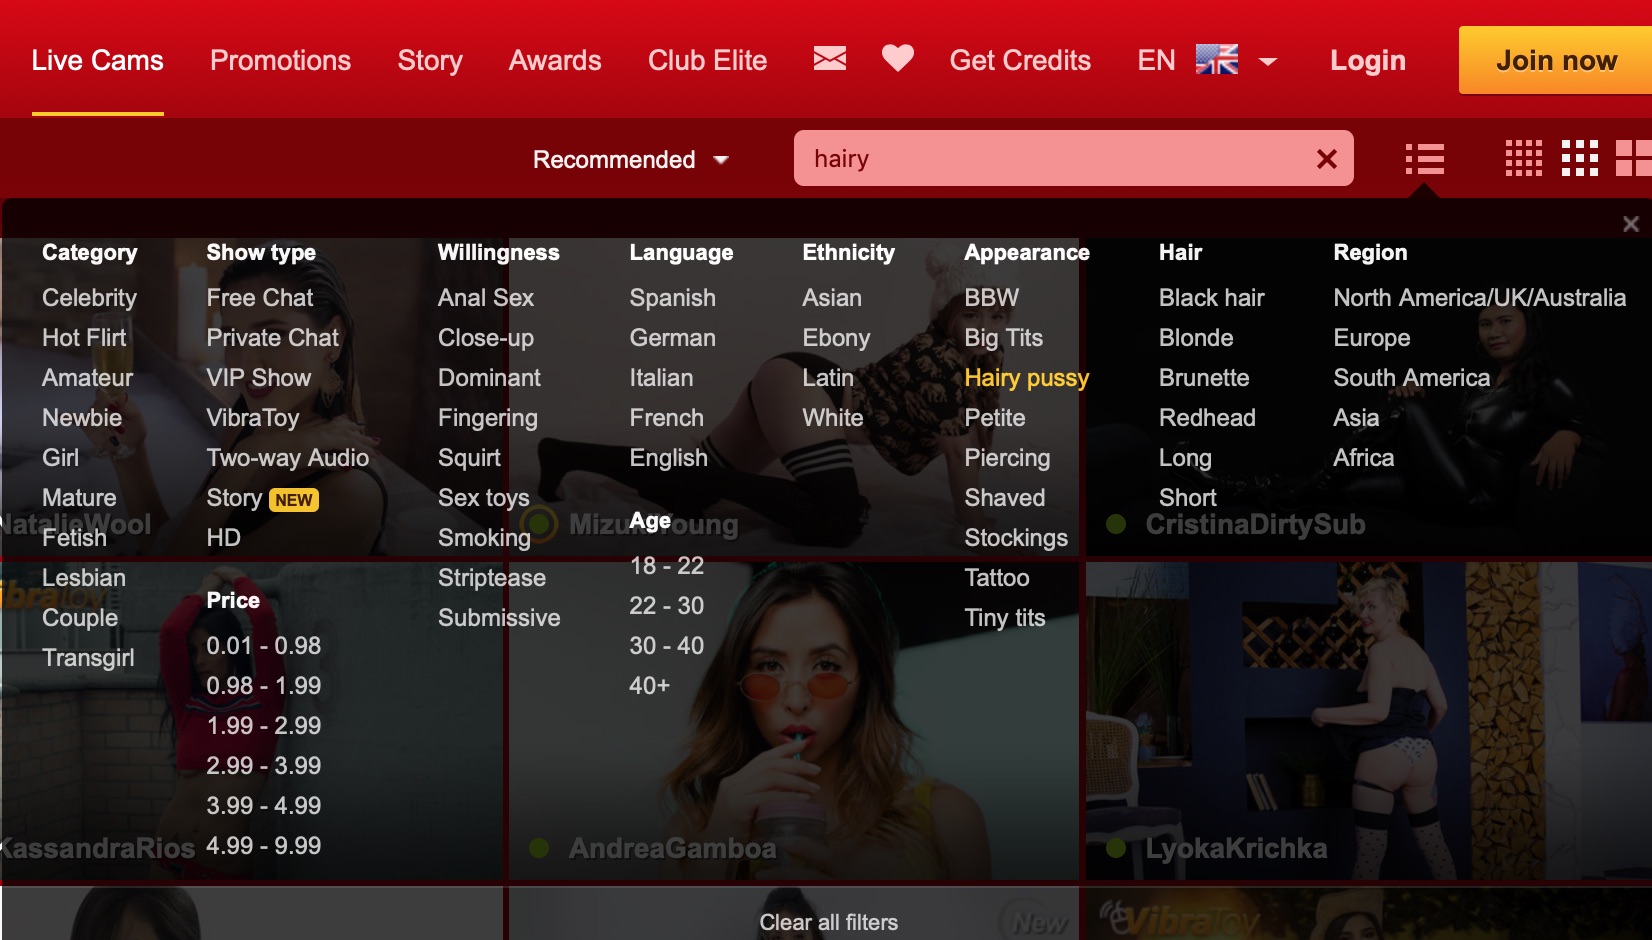 Live Cams Promotions Story Awards Club Elite Get Credits EN Login Join now
Recommended hairy
Category
Celebrity
Hot Flirt
Amateur
Newbie
Girl
Mature
Fetish
Lesbian
Couple
Transgirl
Show type
Free Chat
Private Chat
VIP Show
VibraToy
Two-way Audio
Story NEW
HD
Price
0.01 - 0.98
0.98 - 1.99
1.99 - 2.99
2.99 - 3.99
3.99 - 4.99
4.99 - 9.99
Willingness
Anal Sex
Close-up
Dominant
Fingering
Squirt
Sex toys
Smoking
Striptease
Submissive
Language
Spanish
German
Italian
French
English
Age
18 - 22
22 - 30
30 - 40
40+
Ethnicity
Asian
Ebony
Latin
White
Appearance
BBW
Big Tits
Hairy pussy
Petite
Piercing
Shaved
Stockings
Tattoo
Tiny tits
Hair
Black hair
Blonde
Brunette
Redhead
Long
Short
Region
North America/UK/Australia
Europe
South America
Asia
Africa
NatalieWool
CristinaDirtySub
KassandraRios
AndreaGamboa
LyokaKrichka
Clear all filters
New
VibraToy